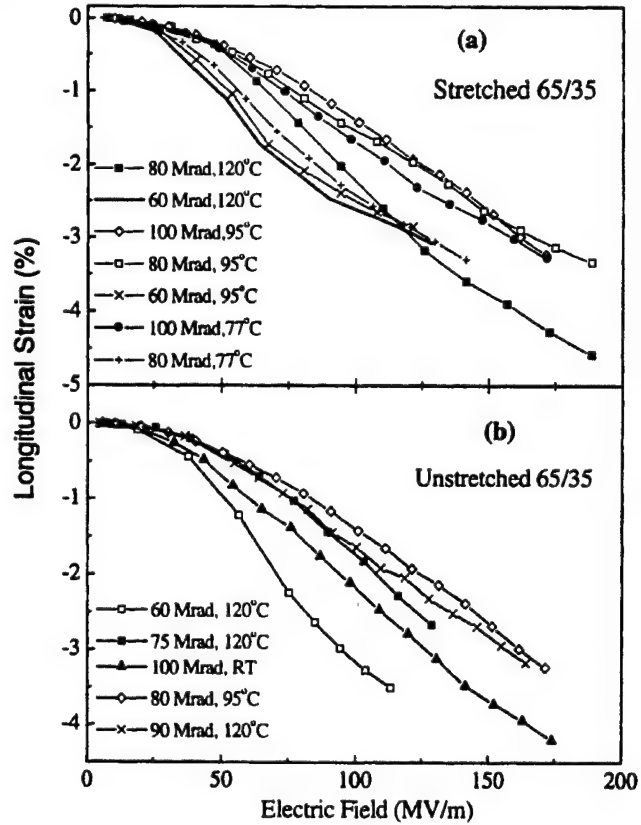 (a)
Stretched 65/35
80 Mrad,120°C
60 Mrad,120°C
100 Mrad,95°C
80 Mrad, 95°C
60 Mrad, 95°C
100 Mrad,77°C
80 Mrad,77°C
0
-1
-2
-3
-4
-5
Longitudinal Strain (%)
(b)
Unstretched 65/35
60 Mrad, 120°C
75 Mrad, 120°C
100 Mrad, RT
80 Mrad, 95°C
90 Mrad, 120°C
0
-1
-2
-3
-4
0
50
100
150
200
Electric Field (MV/m)